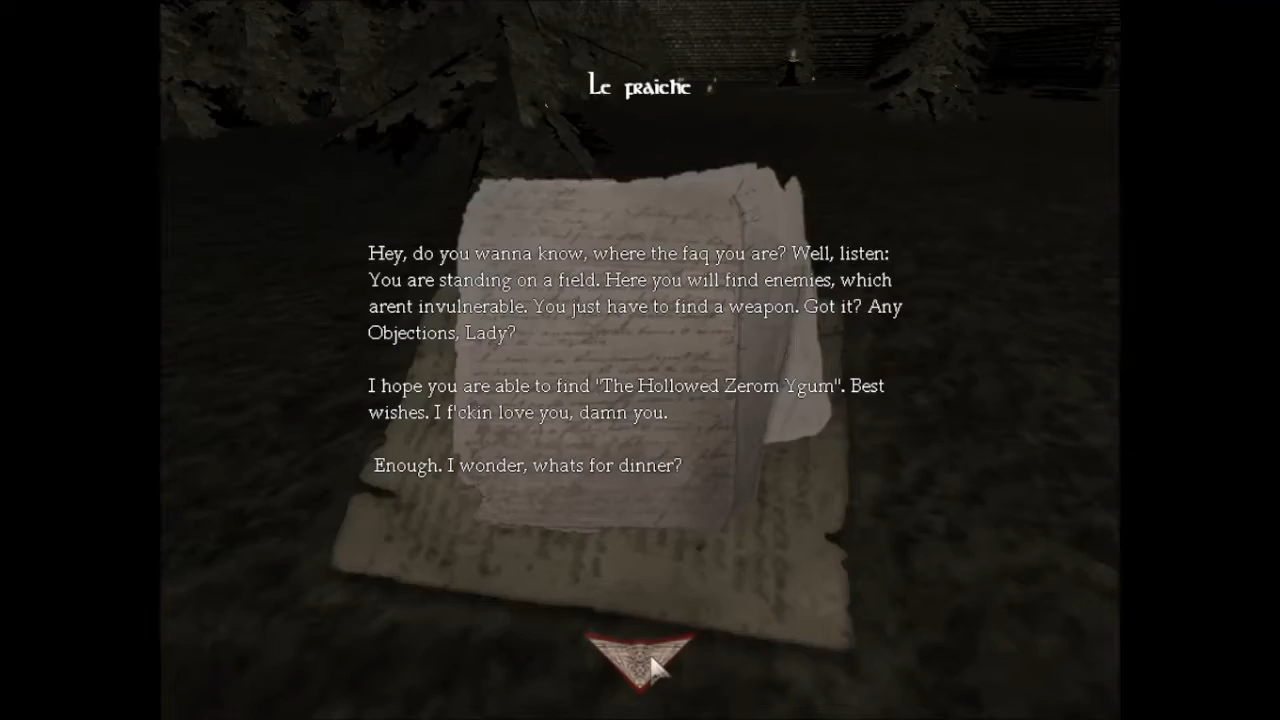 Le fraiche
Hey, do you wanna know, where the faq you are? Well, listen:
You are standing on a field. Here you will find enemies, which
arent invulnerable. You just have to find a weapon. Got it? Any
Objections, Lady?
I hope you are able to find "The Hollowed Zerom Ygum". Best
wishes. I f'ckin love you, damn you.
Enough. I wonder, whats for dinner?